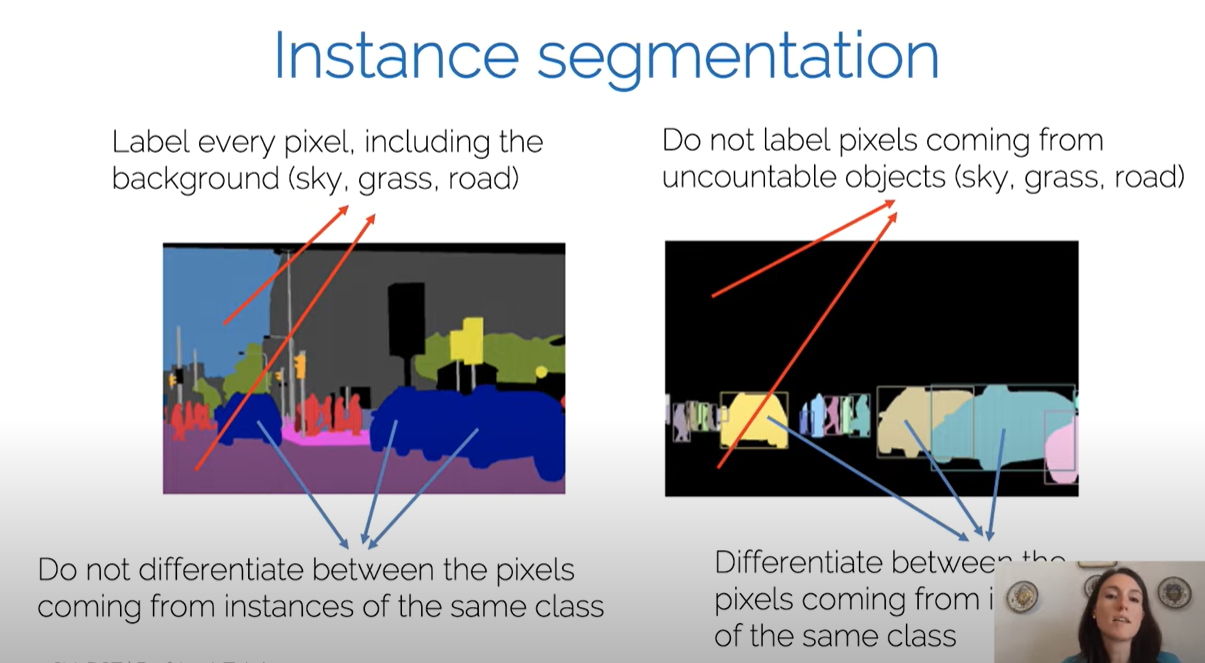 Instance segmentation
Label every pixel, including the
background (sky, grass, road)
Do not label pixels coming from
uncountable objects (sky, grass, road)
Do not differentiate between the pixels
coming from instances of the same class
Differentiate between the
pixels coming from
of the same class